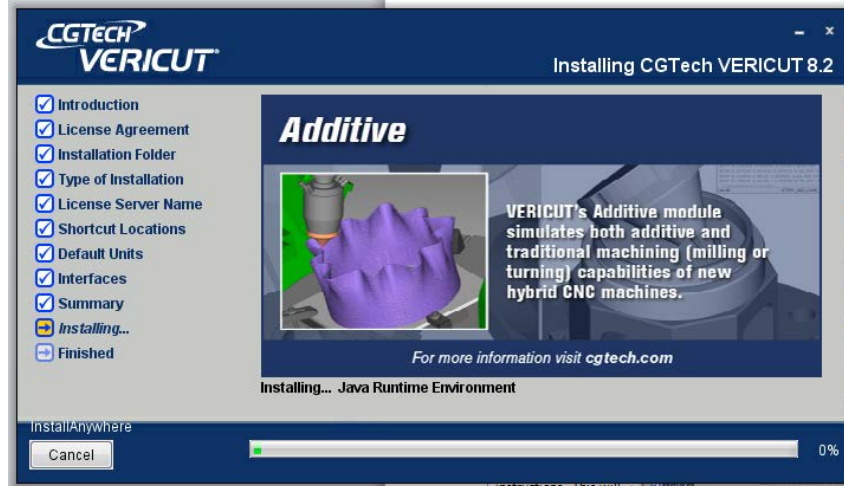 CGTECH
VERICUT
Installing CGTech VERICUT 8.2
Introduction
License Agreement
Installation Folder
Type of Installation
License Server Name
Shortcut Locations
Default Units
Interfaces
Summary
Installing...
Finished
Additive
VERICUT's Additive module
simulates both additive and
traditional machining (milling or
turning) capabilities of new
hybrid CNC machines.
For more information visit cgtech.com
Installing... Java Runtime Environment
InstallAnywhere
Cancel
0%